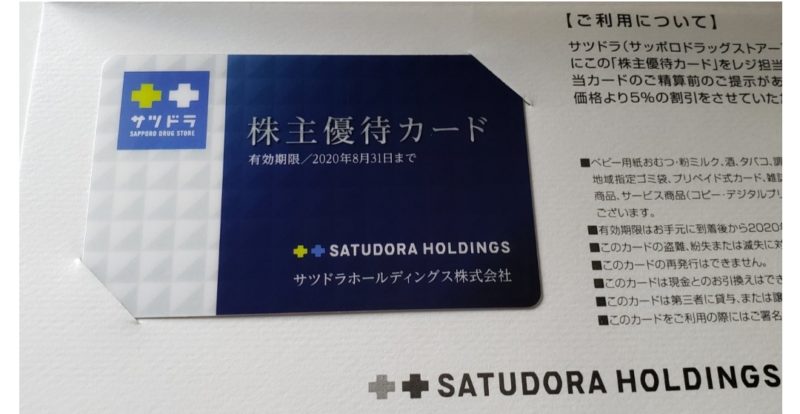 サツドラ
SAPPORO DRUG STORE
株主優待カード
有効期限／2020年8月31日まで
SATUDORA HOLDINGS
サツドラホールディングス株式会社
【ご利用について】
サツドラ（サッポロドラッグストアー
にこの「株主優待カード」をレジ担当
当カードのご精算前のご提示があ
価格より5％の割引をさせていた
■ベビー用紙おむつ・粉ミルク、酒、タバコ、調
地域指定ゴミ袋、プリペイド式カード、雑誌
商品、サービス商品（コピー・デジタルプリ
ございます。
■有効期限はお手元に到着後から2020
■このカードの盗難、紛失または滅失に対
■このカードの再発行はできません。
■このカードは現金とのお引換えはでき
■このカードは第三者に貸与、または譲
■このカードをご利用の際にはご署名
SATUDORA HOLDINGS